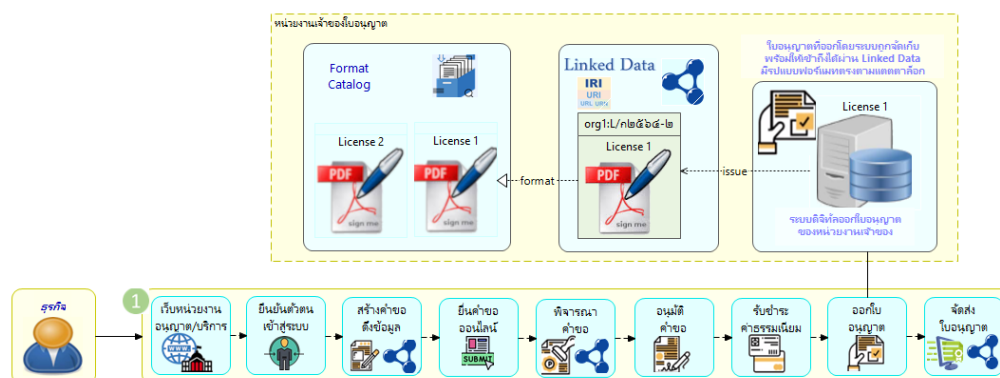 หน่วยงานเจ้าของใบอนุญาต
Format
Catalog
License 2
License 1
PDF
sign me
PDF
sign me
format
Linked Data
IRI
URI
URL URN
org1:L/ก๒๕๖๔-๒
License 1
PDF
sign me
issue
ใบอนุญาตที่ออกโดยระบบถูกจัดเก็บ
พร้อมให้เข้าถึงได้ผ่าน Linked Data
มีรูปแบบฟอร์แมทตรงตามแคตตาล็อก
License 1
ระบบดิจิทัลออกใบอนุญาต
ของหน่วยงานเจ้าของ
ธุรกิจ
1
เว็บหน่วยงาน
อนุญาต/บริการ
WWW
ยืนยันตัวตน
เข้าสู่ระบบ
สร้างคำขอ
ดึงข้อมูล
ยื่นคำขอ
ออนไลน์
SUBMIT
พิจารณา
คำขอ
อนุมัติ
คำขอ
รับชำระ
ค่าธรรมเนียม
ออกใบ
อนุญาต
จัดส่ง
ใบอนุญาต